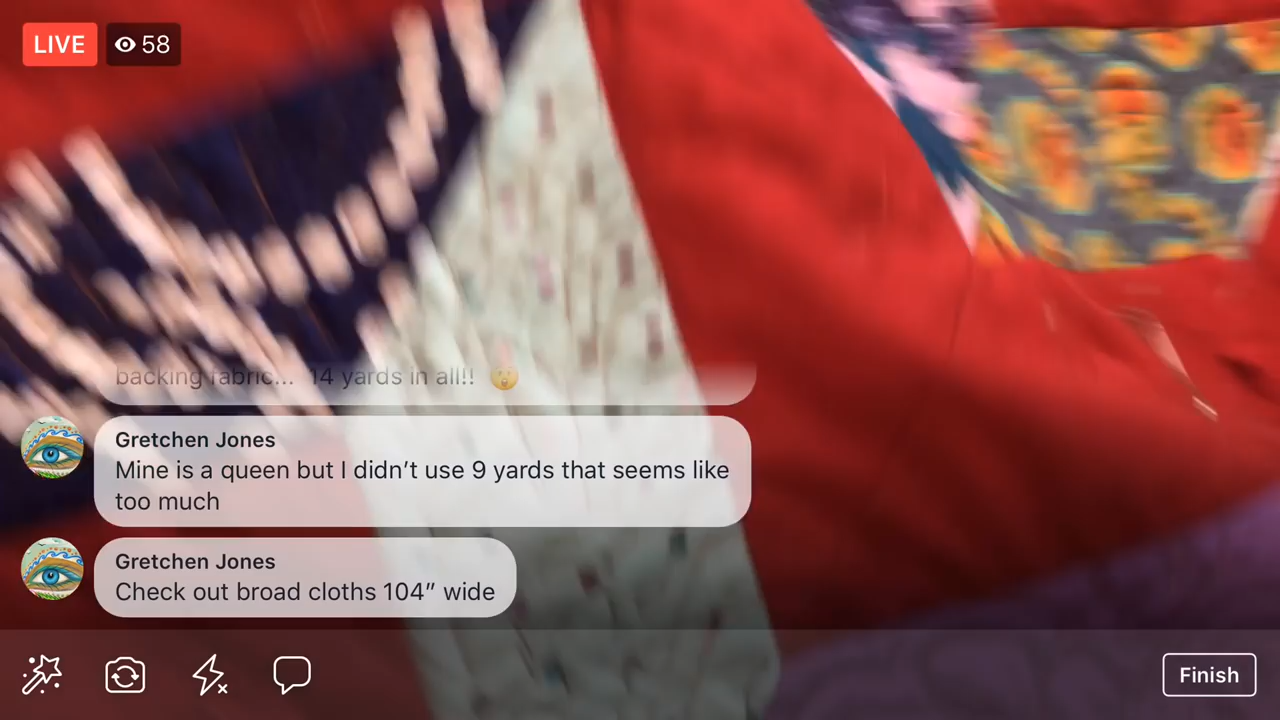 LIVE
58
backing fabric... 14 yards in all!! 😲
Gretchen Jones
Mine is a queen but I didn’t use 9 yards that seems like
too much
Gretchen Jones
Check out broad cloths 104” wide
Finish